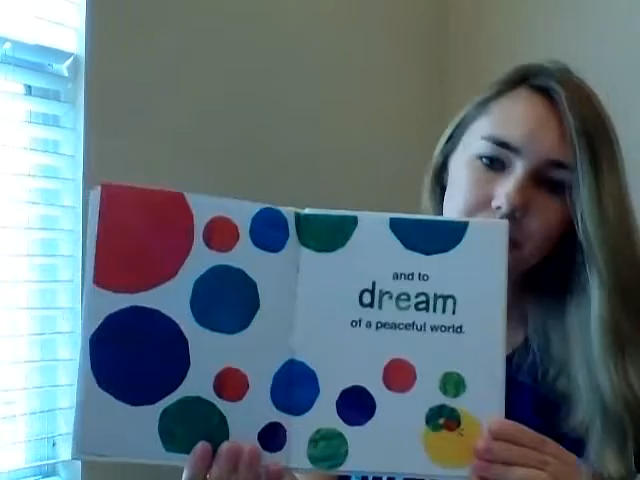 and to
dream
of a peaceful world.